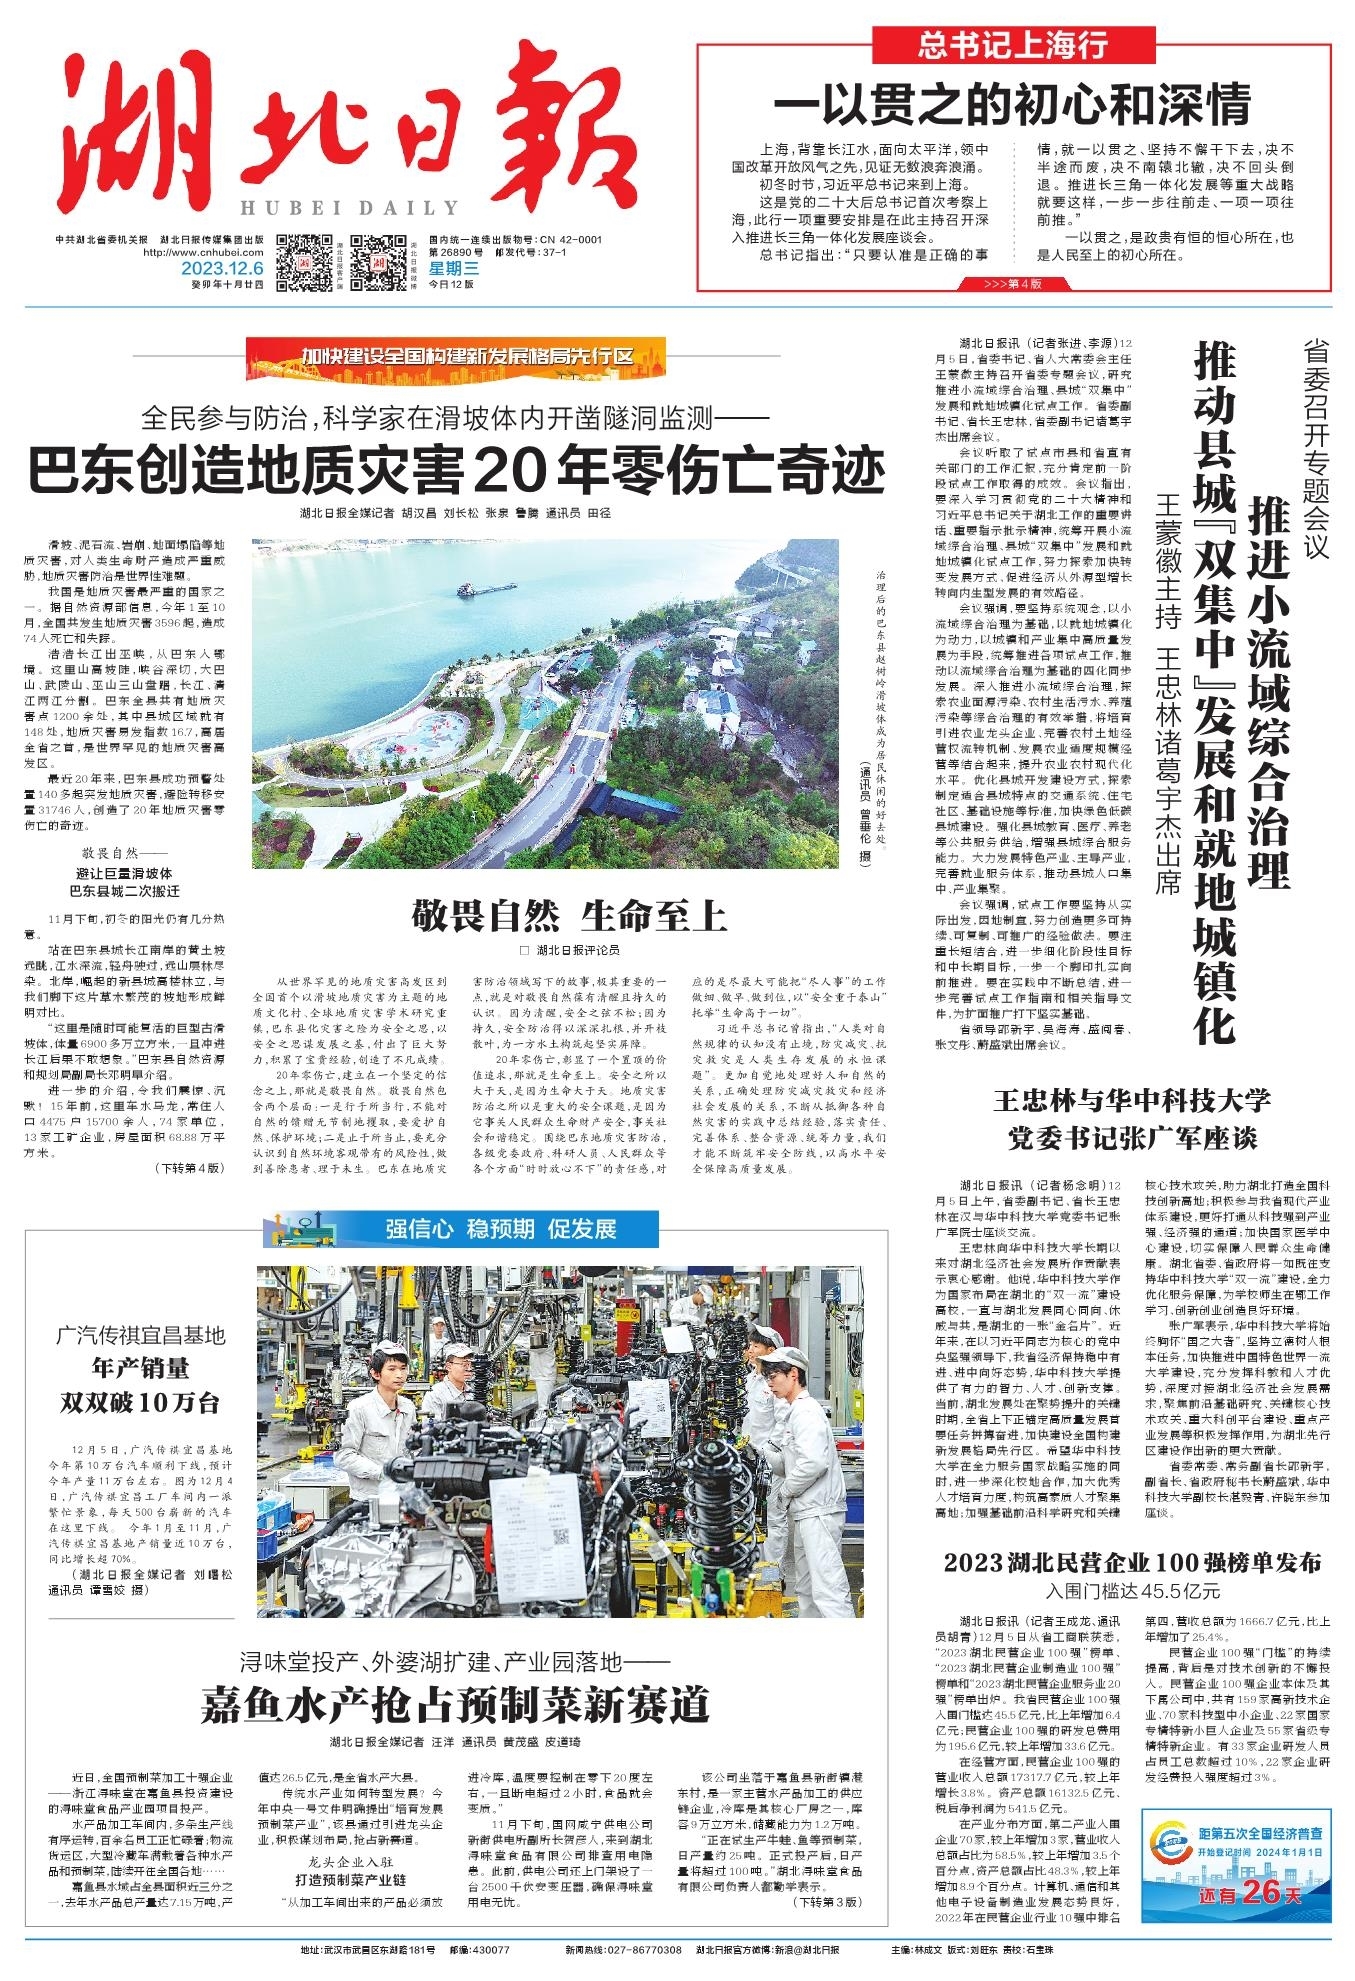 湖北日報
HUBEI DAILY
中共湖北省委机关报 湖北日报传媒集团出版
http://www.cnhubei.com
2023.12.6
癸卯年十月廿四
湖北日报客户端
湖北日报微博
国内统一连续出版物号:CN 42-0001
第26890号 邮发代号:37-1
星期三
今日12版
总书记上海行
一以贯之的初心和深情
上海,背靠长江水,面向太平洋,领中
国改革开放风气之先,见证无数浪奔浪涌。
初冬时节,习近平总书记来到上海。
这是党的二十大后总书记首次考察上
海,此行一项重要安排是在此主持召开深
入推进长三角一体化发展座谈会。
总书记指出:“只要认准是正确的事
情,就一以贯之、坚持不懈干下去,决不
半途而废,决不南辕北辙,决不回头倒
退。推进长三角一体化发展等重大战略
就要这样,一步一步往前走、一项一项往
前推。”
一以贯之,是政贵有恒的恒心所在,也
是人民至上的初心所在。
>>>第4版
加快建设全国构建新发展格局先行区
全民参与防治,科学家在滑坡体内开凿隧洞监测——
巴东创造地质灾害20年零伤亡奇迹
湖北日报全媒记者 胡汉昌 刘长松 张泉 鲁腾 通讯员 田径
滑坡、泥石流、岩崩、地面塌陷等地
质灾害,对人类生命财产造成严重威
胁,地质灾害防治是世界性难题。
我国是地质灾害最严重的国家之
一。据自然资源部信息,今年1至10
月,全国共发生地质灾害3596起,造成
74人死亡和失踪。
浩浩长江出巫峡,从巴东入鄂
境。这里山高坡陡,峡谷深切,大巴
山、武陵山、巫山三山盘踞,长江、清
江两江分割。巴东全县共有地质灾
害点1200余处,其中县城区域就有
148处,地质灾害易发指数16.7,高居
全省之首,是世界罕见的地质灾害高
发区。
最近20年来,巴东县成功预警处
置140多起突发地质灾害,避险转移安
置31746人,创造了20年地质灾害零
伤亡的奇迹。
敬畏自然——
避让巨量滑坡体
巴东县城二次搬迁
11月下旬,初冬的阳光仍有几分热
意。
站在巴东县城长江南岸的黄土坡
远眺,江水深流,轻舟驶过,远山层林尽
染。北岸,崛起的新县城高楼林立,与
我们脚下这片草木繁茂的坡地形成鲜
明对比。
“这里是随时可能复活的巨型古滑
坡体,体量6900多万立方米,一旦冲进
长江后果不敢想象。”巴东县自然资源
和规划局副局长邓明早介绍。
进一步的介绍,令我们震惊、沉
默!15年前,这里车水马龙,常住人
口4475户15700余人,74家单位,
13家工矿企业,房屋面积68.88万平
方米。
(下转第4版)
治理后的巴东县赵树岭滑坡体成为居民休闲的好去处。
(通讯员 曾垂伦 摄)
敬畏自然 生命至上
□ 湖北日报评论员
从世界罕见的地质灾害高发区到
全国首个以滑坡地质灾害为主题的地
质文化村、全球地质灾害学术研究重
镇,巴东县化灾害之险为安全之思,以
安全之思谋发展之基,付出了巨大努
力,积累了宝贵经验,创造了不凡成绩。
20年零伤亡,建立在一个坚定的信
念之上,那就是敬畏自然。敬畏自然包
含两个层面:一是行于所当行,不能对
自然的馈赠无节制地攫取,要爱护自
然、保护环境;二是止于所当止,要充分
认识到自然环境客观带有的风险性,做
到善除患者、理于未生。巴东在地质灾
害防治领域写下的故事,极其重要的一
点,就是对敬畏自然保有清醒且持久的
认识。因为清醒,安全之弦不松;因为
持久,安全防治得以深深扎根,并开枝
散叶,为一方水土构筑起坚实屏障。
20年零伤亡,彰显了一个置顶的价
值追求,那就是生命至上。安全之所以
大于天,是因为生命大于天。地质灾害
防治之所以是重大的安全课题,是因为
它事关人民群众生命财产安全,事关社
会和谐稳定。围绕巴东地质灾害防治,
各级党委政府、科研人员、人民群众等
各个方面“时时放心不下”的责任感,对
应的是尽最大可能把“尽人事”的工作
做细、做早、做到位,以“安全重于泰山”
托举“生命高于一切”。
习近平总书记曾指出,“人类对自
然规律的认知没有止境,防灾减灾、抗
灾救灾是人类生存发展的永恒课
题”。更加自觉地处理好人和自然的
关系,正确处理防灾减灾救灾和经济
社会发展的关系,不断从抵御各种自
然灾害的实践中总结经验,落实责任、
完善体系、整合资源、统筹力量,我们
才能不断筑牢安全防线,以高水平安
全保障高质量发展。
省委召开专题会议
推进小流域综合治理
推动县城『双集中』发展和就地城镇化
王蒙徽主持 王忠林诸葛宇杰出席
湖北日报讯(记者张进、李源)12
月5日,省委书记、省人大常委会主任
王蒙徽主持召开省委专题会议,研究
推进小流域综合治理、县城“双集中”
发展和就地城镇化试点工作。省委副
书记、省长王忠林,省委副书记诸葛宇
杰出席会议。
会议听取了试点市县和省直有
关部门的工作汇报,充分肯定前一阶
段试点工作取得的成效。会议指出,
要深入学习贯彻党的二十大精神和
习近平总书记关于湖北工作的重要讲
话、重要指示批示精神,统筹开展小流
域综合治理、县城“双集中”发展和就
地城镇化试点工作,努力探索加快转
变发展方式、促进经济从外源型增长
转向内生型发展的有效路径。
会议强调,要坚持系统观念,以小
流域综合治理为基础,以就地城镇化
为动力,以城镇和产业集中高质量发
展为手段,统筹推进各项试点工作,推
动以流域综合治理为基础的四化同步
发展。深入推进小流域综合治理,探
索农业面源污染、农村生活污水、养殖
污染等综合治理的有效举措,将培育
引进农业龙头企业、完善农村土地经
营权流转机制、发展农业适度规模经
营等结合起来,提升农业农村现代化
水平。优化县城开发建设方式,探索
制定适合县城特点的交通系统、住宅
社区、基础设施等标准,加快绿色低碳
县城建设。强化县城教育、医疗、养老
等公共服务供给,增强县城综合服务
能力。大力发展特色产业、主导产业,
完善就业服务体系,推动县城人口集
中、产业集聚。
会议强调,试点工作要坚持从实
际出发,因地制宜,努力创造更多可持
续、可复制、可推广的经验做法。要注
重长短结合,进一步细化阶段性目标
和中长期目标,一步一个脚印扎实向
前推进。要在实践中不断总结,进一
步完善试点工作指南和相关指导文
件,为扩面推广打下坚实基础。
省领导邵新宇、吴海涛、盛阅春、
张文彤、蔚盛斌出席会议。
王忠林与华中科技大学
党委书记张广军座谈
湖北日报讯(记者杨念明)12
月5日上午,省委副书记、省长王忠
林在汉与华中科技大学党委书记张
广军院士座谈交流。
王忠林向华中科技大学长期以
来对湖北经济社会发展所作贡献表
示衷心感谢。他说,华中科技大学作
为国家布局在湖北的“双一流”建设
高校,一直与湖北发展同心同向、休
戚与共,是湖北的一张“金名片”。近
年来,在以习近平同志为核心的党中
央坚强领导下,我省经济保持稳中有
进、进中向好态势,华中科技大学提
供了有力的智力、人才、创新支撑。
当前,湖北发展处在聚势提升的关键
时期,全省上下正锚定高质量发展首
要任务拼搏奋进,加快建设全国构建
新发展格局先行区。希望华中科技
大学在全力服务国家战略实施的同
时,进一步深化校地合作,加大优秀
人才培育力度,构筑高素质人才聚集
高地;加强基础前沿科学研究和关键
核心技术攻关,助力湖北打造全国科
技创新高地;积极参与我省现代产业
体系建设,更好打通从科技强到产业
强、经济强的通道;加快国家医学中
心建设,切实保障人民群众生命健
康。湖北省委、省政府将一如既往支
持华中科技大学“双一流”建设,全力
优化服务保障,为学校师生在鄂工作
学习、创新创业创造良好环境。
张广军表示,华中科技大学将始
终胸怀“国之大者”,坚持立德树人根
本任务,加快推进中国特色世界一流
大学建设,充分发挥科教和人才优
势,深度对接湖北经济社会发展需
求,聚焦前沿基础研究、关键核心技
术攻关、重大科创平台建设、重点产
业发展等积极发挥作用,为湖北先行
区建设作出新的更大贡献。
省委常委、常务副省长邵新宇,
副省长、省政府秘书长蔚盛斌,华中
科技大学副校长湛毅青、许晓东参加
座谈。
强信心 稳预期 促发展
广汽传祺宜昌基地
年产销量
双双破10万台
12月5日,广汽传祺宜昌基地
今年第10万台汽车顺利下线,预计
今年产量11万台左右。图为12月4
日,广汽传祺宜昌工厂车间内一派
繁忙景象,每天500台崭新的汽车
在这里下线。 今年1月至11月,广
汽传祺宜昌基地产销量近10万台,
同比增长超70%。
(湖北日报全媒记者 刘曙松
通讯员 谭雪姣 摄)
浔味堂投产、外婆湖扩建、产业园落地——
嘉鱼水产抢占预制菜新赛道
湖北日报全媒记者 汪洋 通讯员 黄茂盛 皮道琦
近日,全国预制菜加工十强企业
——浙江浔味堂在嘉鱼县投资建设
的浔味堂食品产业园项目投产。
水产品加工车间内,多条生产线
有序运转,百余名员工正忙碌着;物流
货运区,大型冷藏车满载着各种水产
品和预制菜,陆续开往全国各地……
嘉鱼县水域占全县面积近三分之
一,去年水产品总产量达7.15万吨,产
值达26.5亿元,是全省水产大县。
传统水产业如何转型发展?今
年中央一号文件明确提出“培育发展
预制菜产业”,该县通过引进龙头企
业,积极谋划布局,抢占新赛道。
龙头企业入驻
打造预制菜产业链
“从加工车间出来的产品必须放
进冷库,温度要控制在零下20度左
右,一旦断电超过2小时,食品就会
变质。”
11月下旬,国网咸宁供电公司
新街供电所副所长贺彦人,来到湖北
浔味堂食品有限公司排查用电隐
患。此前,供电公司还上门架设了一
台2500千伏安变压器,确保浔味堂
用电无忧。
该公司坐落于嘉鱼县新街镇潍
东村,是一家主营水产品加工的供应
链企业,冷库是其核心厂房之一,库
容9万立方米,储藏能力为1.2万吨。
“正在试生产牛蛙、鱼等预制菜,
日产量约25吨。正式投产后,日产
量将超过100吨。”湖北浔味堂食品
有限公司负责人都勤学表示。
(下转第3版)
2023湖北民营企业100强榜单发布
入围门槛达45.5亿元
湖北日报讯(记者王成龙、通讯
员胡青)12月5日从省工商联获悉,
“2023湖北民营企业100强”榜单、
“2023湖北民营企业制造业100强”
榜单和“2023湖北民营企业服务业20
强”榜单出炉。我省民营企业100强
入围门槛达45.5亿元,比上年增加6.4
亿元;民营企业100强的研发总费用
为195.6亿元,较上年增加33.6亿元。
在经营方面,民营企业100强的
营业收入总额17317.7亿元,较上年
增长3.8%。资产总额16132.5亿元、
税后净利润为541.5亿元。
在产业分布方面,第二产业入围
企业70家,较上年增加3家,营业收入
总额占比为58.5%,较上年增加3.5个
百分点,资产总额占比48.3%,较上年
增加8.9个百分点。计算机、通信和其
他电子设备制造业发展态势良好,
2022年在民营企业行业10强中排名
第四,营收总额为1666.7亿元,比上
年增加了25.4%。
民营企业100强“门槛”的持续
提高,背后是对技术创新的不懈投
入。民营企业100强企业本体及其
下属公司中,共有159家高新技术企
业、70家科技型中小企业、22家国家
专精特新小巨人企业及55家省级专
精特新企业。有33家企业研发人员
占员工总数超过10%,22家企业研
发经费投入强度超过3%。
距第五次全国经济普查
开始登记时间 2024年1月1日
还有26天
地址:武汉市武昌区东湖路181号 邮编:430077 新闻热线:027-86770308 湖北日报官方微博:新浪@湖北日报 主编:林成文 版式:刘旺东 责校:石宝珠